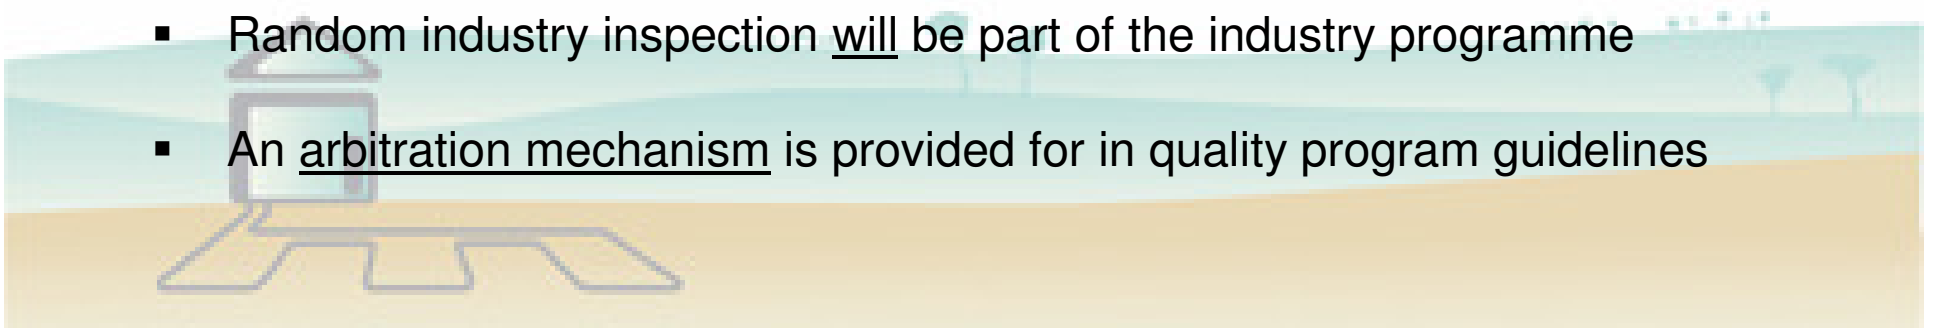 ▪ Random industry inspection will be part of the industry programme
▪ An arbitration mechanism is provided for in quality program guidelines